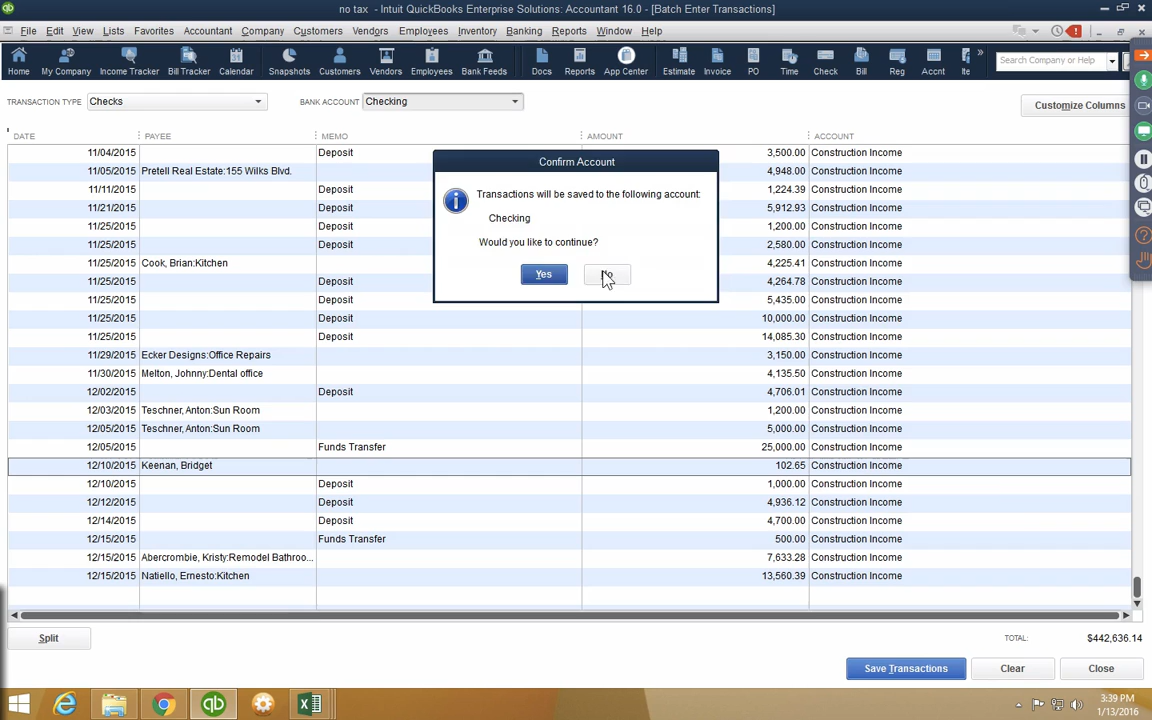 no tax - Intuit QuickBooks Enterprise Solutions: Accountant 16.0 - [Batch Enter Transactions]
File Edit View Lists Favorites Accountant Company Customers Vendors Employees Inventory Banking Reports Window Help
Home My Company Income Tracker Bill Tracker Calendar Snapshots Customers Vendors Employees Bank Feeds Docs Reports App Center Estimate Invoice PO Time Check Bill Reg Accnt Ite Search Company or Help
TRANSACTION TYPE Checks BANK ACCOUNT Checking Customize Columns
DATE PAYEE MEMO AMOUNT ACCOUNT
11/04/2015 Deposit 3,500.00 Construction Income
11/05/2015 Pretell Real Estate:155 Wilks Blvd. 4,948.00 Construction Income
11/11/2015 Deposit 1,224.39 Construction Income
11/21/2015 Deposit 5,912.93 Construction Income
11/25/2015 Deposit 1,200.00 Construction Income
11/25/2015 Deposit 2,580.00 Construction Income
11/25/2015 Cook, Brian:Kitchen 4,225.41 Construction Income
11/25/2015 Deposit 4,264.78 Construction Income
11/25/2015 Deposit 5,435.00 Construction Income
11/25/2015 Deposit 10,000.00 Construction Income
11/25/2015 Deposit 14,085.30 Construction Income
11/29/2015 Ecker Designs:Office Repairs 3,150.00 Construction Income
11/30/2015 Melton, Johnny:Dental office 4,135.50 Construction Income
12/02/2015 Deposit 4,706.01 Construction Income
12/03/2015 Teschner, Anton:Sun Room 1,200.00 Construction Income
12/05/2015 Teschner, Anton:Sun Room 5,000.00 Construction Income
12/05/2015 Funds Transfer 25,000.00 Construction Income
12/10/2015 Keenan, Bridget 102.65 Construction Income
12/10/2015 Deposit 1,000.00 Construction Income
12/12/2015 Deposit 4,936.12 Construction Income
12/14/2015 Deposit 4,700.00 Construction Income
12/15/2015 Funds Transfer 500.00 Construction Income
12/15/2015 Abercrombie, Kristy:Remodel Bathroo... 7,633.28 Construction Income
12/15/2015 Natiello, Ernesto:Kitchen 13,560.39 Construction Income
Confirm Account
Transactions will be saved to the following account:
Checking
Would you like to continue?
Yes No
Split TOTAL: $442,636.14
Save Transactions Clear Close
3:39 PM
1/13/2016